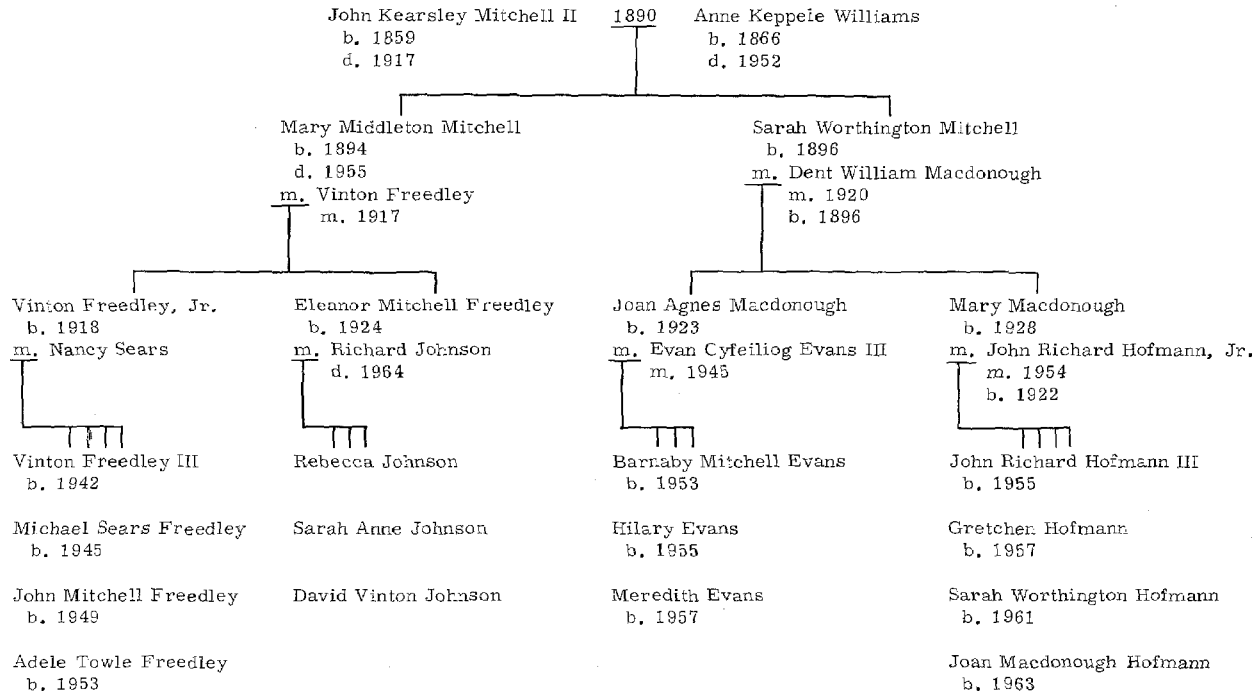 John Kearsley Mitchell II 1890 Anne Keppele Williams
b. 1859 b. 1866
d. 1917 d. 1952
Mary Middleton Mitchell Sarah Worthington Mitchell
b. 1894 b. 1896
d. 1955 m. Dent William Macdonough
m. Vinton Freedley m. 1920
m. 1917 b. 1896
Vinton Freedley, Jr. Eleanor Mitchell Freedley Joan Agnes Macdonough Mary Macdonough
b. 1918 b. 1924 b. 1923 b. 1928
m. Nancy Sears m. Richard Johnson m. Evan Cyfeiliog Evans III m. John Richard Hofmann, Jr.
d. 1964 m. 1945 m. 1954
b. 1922
Vinton Freedley III Rebecca Johnson Barnaby Mitchell Evans John Richard Hofmann III
b. 1942 b. 1953 b. 1955
Michael Sears Freedley Sarah Anne Johnson Hilary Evans Gretchen Hofmann
b. 1945 b. 1955 b. 1957
John Mitchell Freedley David Vinton Johnson Meredith Evans Sarah Worthington Hofmann
b. 1949 b. 1957 b. 1961
Adele Towle Freedley Joan Macdonough Hofmann
b. 1953 b. 1963